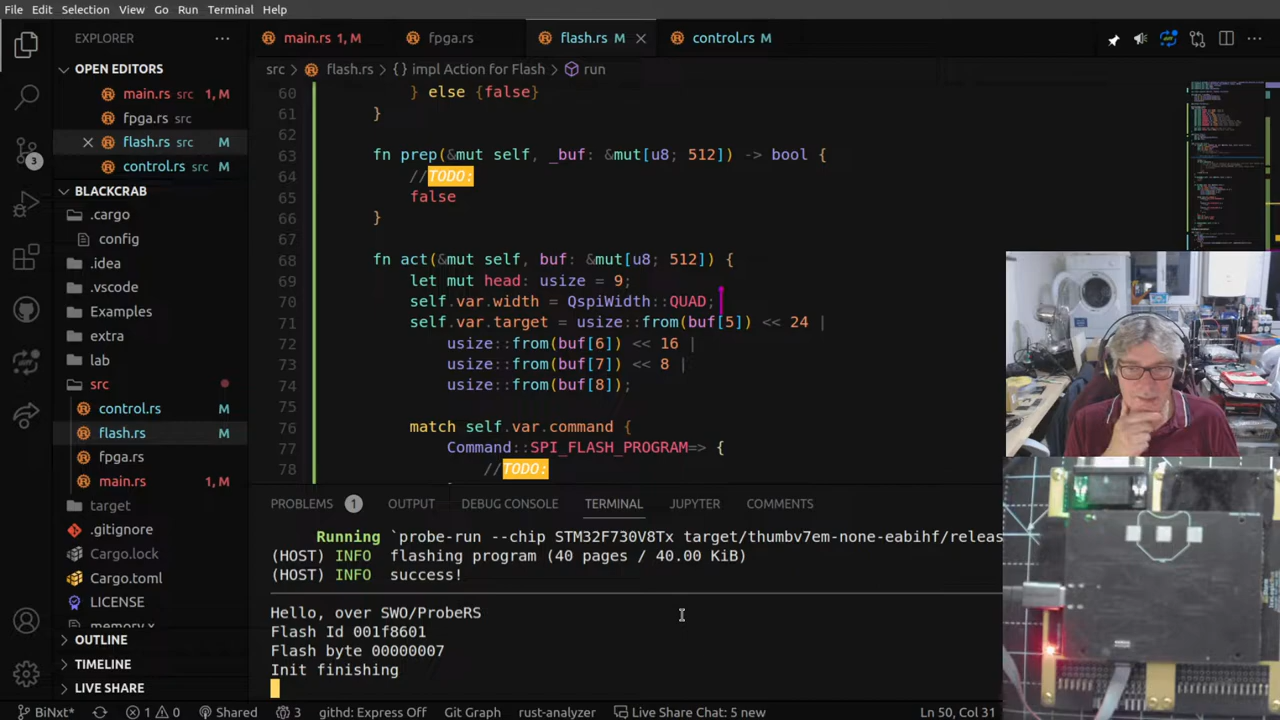 File Edit Selection View Go Run Terminal Help
EXPLORER
main.rs 1, M
fpga.rs
flash.rs M
control.rs M
OPEN EDITORS
main.rs src 1, M
fpga.rs src
flash.rs src M
control.rs src M
BLACKCRAB
.cargo
config
.idea
.vscode
Examples
extra
lab
src
control.rs M
flash.rs M
fpga.rs
main.rs 1, M
target
.gitignore
Cargo.lock
Cargo.toml
LICENSE
memory.x
OUTLINE
TIMELINE
LIVE SHARE
3
src > flash.rs > {} impl Action for Flash > run
60 } else {false}
61 }
62
63 fn prep(&mut self, _buf: &mut[u8; 512]) -> bool {
64 //TODO:
65 false
66 }
67
68 fn act(&mut self, buf: &mut[u8; 512]) {
69 let mut head: usize = 9;
70 self.var.width = QspiWidth::QUAD;
71 self.var.target = usize::from(buf[5]) << 24 |
72 usize::from(buf[6]) << 16 |
73 usize::from(buf[7]) << 8 |
74 usize::from(buf[8]);
75
76 match self.var.command {
77 Command::SPI_FLASH_PROGRAM=> {
78 //TODO:
PROBLEMS 1 OUTPUT DEBUG CONSOLE TERMINAL JUPYTER COMMENTS
Running `probe-run --chip STM32F730V8Tx target/thumbv7em-none-eabihf/releas
(HOST) INFO flashing program (40 pages / 40.00 KiB)
(HOST) INFO success!
Hello, over SWO/ProbeRS
Flash Id 001f8601
Flash byte 00000007
Init finishing
BiNxt* 1 0 Shared 3 githd: Express Off Git Graph rust-analyzer Live Share Chat: 5 new Ln 50, Col 31